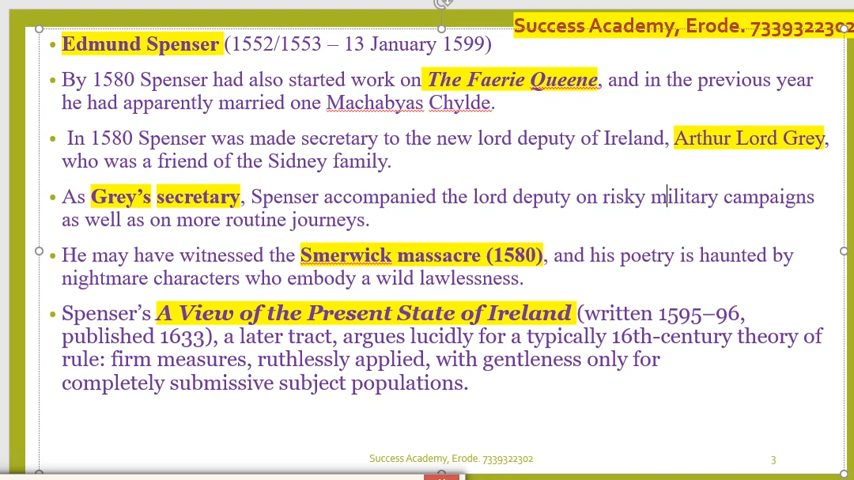 Success Academy, Erode. 7339322302
• Edmund Spenser (1552/1553 – 13 January 1599)
• By 1580 Spenser had also started work on The Faerie Queene, and in the previous year
he had apparently married one Machabyas Chylde.
• In 1580 Spenser was made secretary to the new lord deputy of Ireland, Arthur Lord Grey,
who was a friend of the Sidney family.
• As Grey’s secretary, Spenser accompanied the lord deputy on risky military campaigns
as well as on more routine journeys.
• He may have witnessed the Smerwick massacre (1580), and his poetry is haunted by
nightmare characters who embody a wild lawlessness.
• Spenser’s A View of the Present State of Ireland (written 1595–96,
published 1633), a later tract, argues lucidly for a typically 16th-century theory of
rule: firm measures, ruthlessly applied, with gentleness only for
completely submissive subject populations.
Success Academy, Erode. 7339322302
3